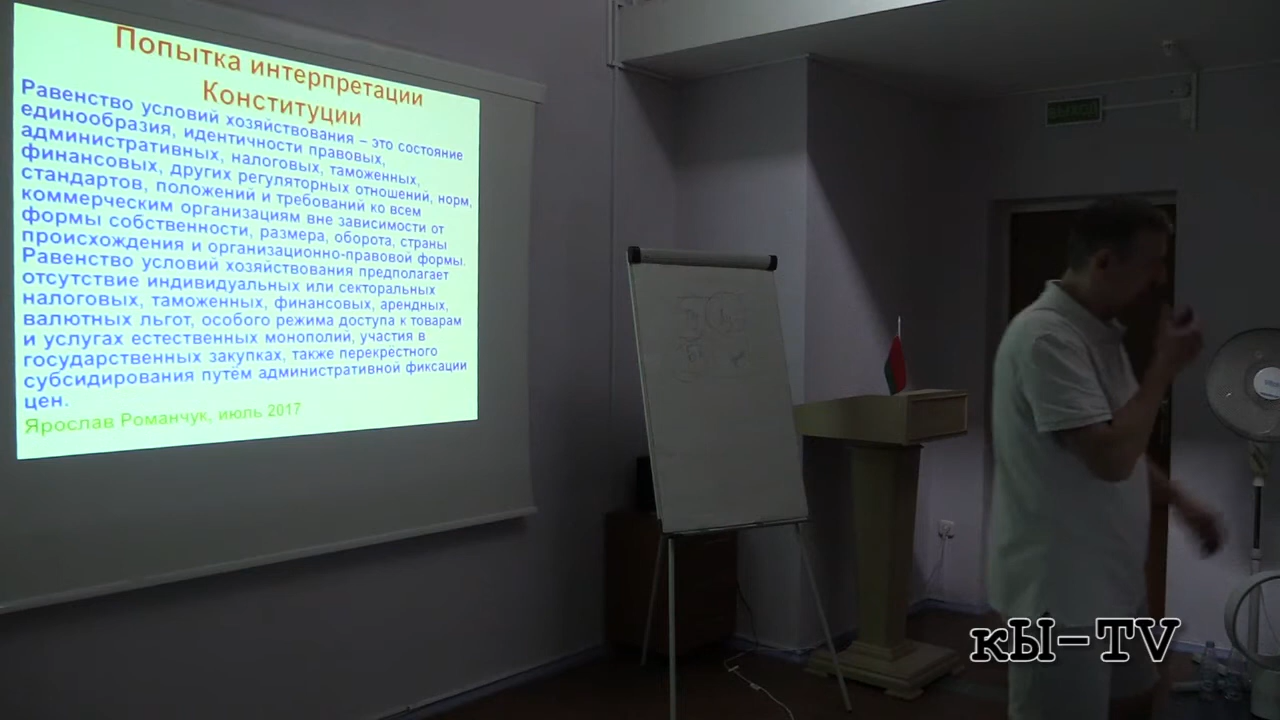 Попытка интерпретации
Конституции
Равенство условий хозяйствования – это состояние
единообразия, идентичности правовых,
административных, налоговых, таможенных,
финансовых, других регуляторных отношений, норм,
стандартов, положений и требований ко всем
коммерческим организациям вне зависимости от
формы собственности, размера, оборота, страны
происхождения и организационно-правовой формы.
Равенство условий хозяйствования предполагает
отсутствие индивидуальных или секторальных
налоговых, таможенных, финансовых, арендных,
валютных льгот, особого режима доступа к товарам
и услугах естественных монополий, участия в
государственных закупках, также перекрёстного
субсидирования путём административной фиксации
цен.
Ярослав Романчук, июль 2017
ВЫХОД
кЫ-TV